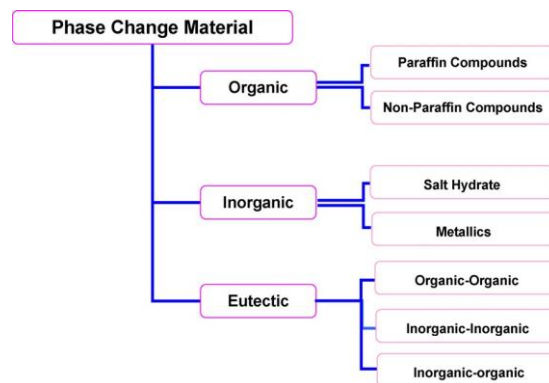 Phase Change Material
Organic
Paraffin Compounds
Non-Paraffin Compounds
Inorganic
Salt Hydrate
Metallics
Eutectic
Organic-Organic
Inorganic-Inorganic
Inorganic-organic